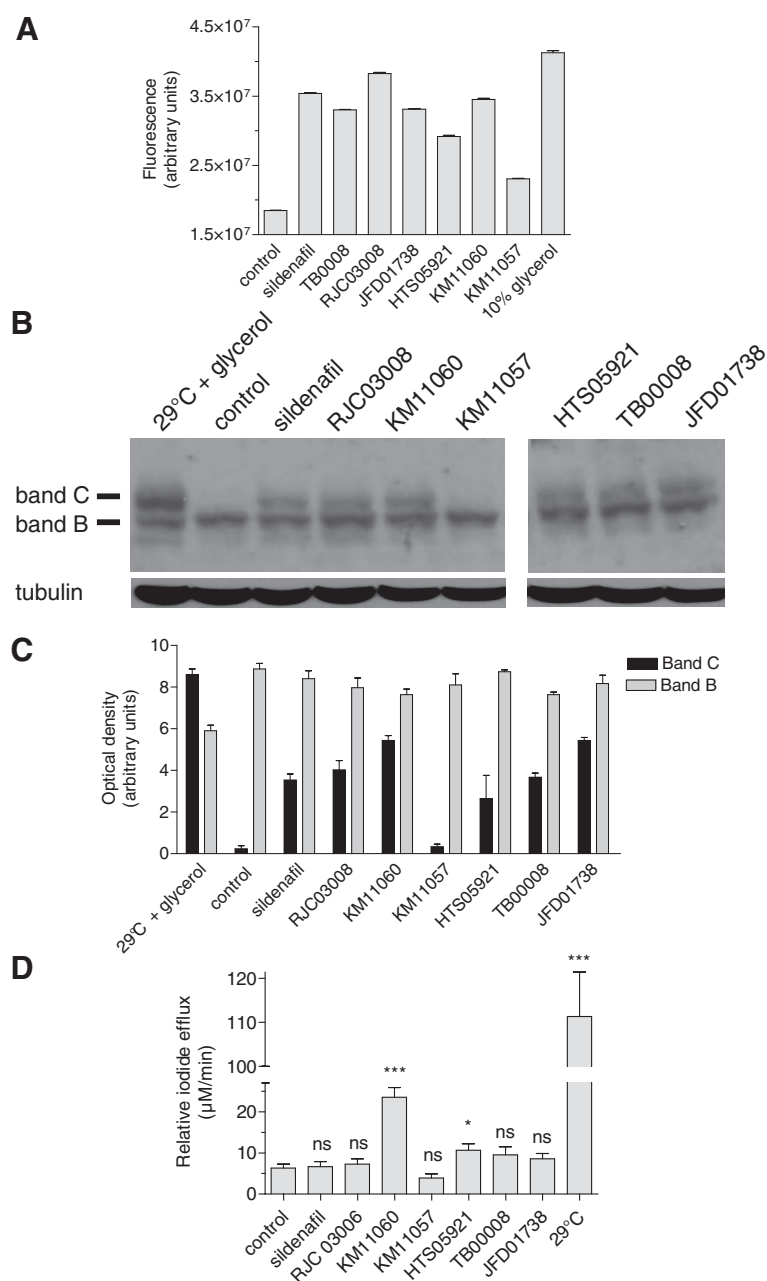 A
4.5×10⁷
3.5×10⁷
2.5×10⁷
1.5×10⁷
Fluorescence
(arbitrary units)
control
sildenafil
TB0008
RJC03008
JFD01738
HTS05921
KM11060
KM11057
10% glycerol
B
29°C + glycerol
control
sildenafil
RJC03008
KM11060
KM11057
HTS05921
TB00008
JFD01738
band C
band B
tubulin
C
10
8
6
4
2
0
Optical density
(arbitrary units)
Band C
Band B
29°C + glycerol
control
sildenafil
RJC03008
KM11060
KM11057
HTS05921
TB00008
JFD01738
D
120
110
100
20
10
0
Relative iodide efflux
(µM/min)
ns
ns
***
ns
*
ns
ns
***
control
sildenafil
RJC 03006
KM11060
KM11057
HTS05921
TB00008
JFD01738
29°C